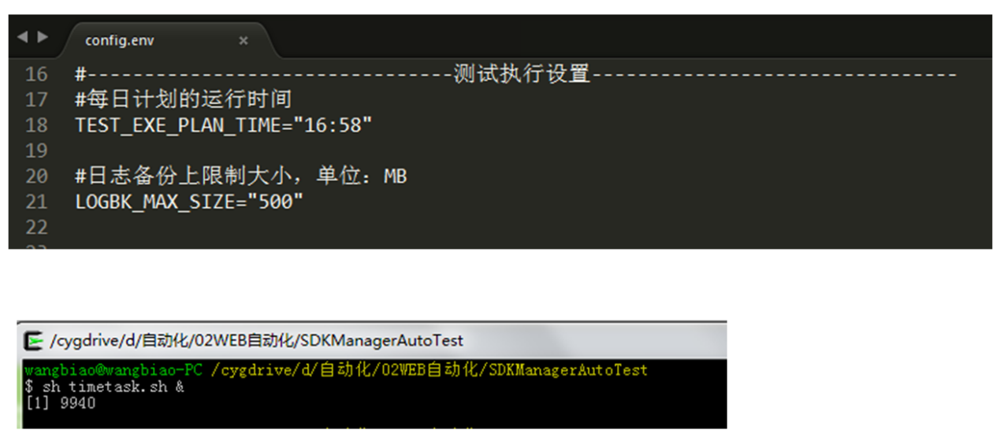 config.env ×
16 #--------------------------------测试执行设置--------------------------------
17 #每日计划的运行时间
18 TEST_EXE_PLAN_TIME="16:58"
19
20 #日志备份上限制大小，单位：MB
21 LOGBK_MAX_SIZE="500"
22
/cygdrive/d/自动化/02WEB自动化/SDKManagerAutoTest
wangbiao@wangbiao-PC /cygdrive/d/自动化/02WEB自动化/SDKManagerAutoTest
$ sh timetask.sh &
[1] 9940